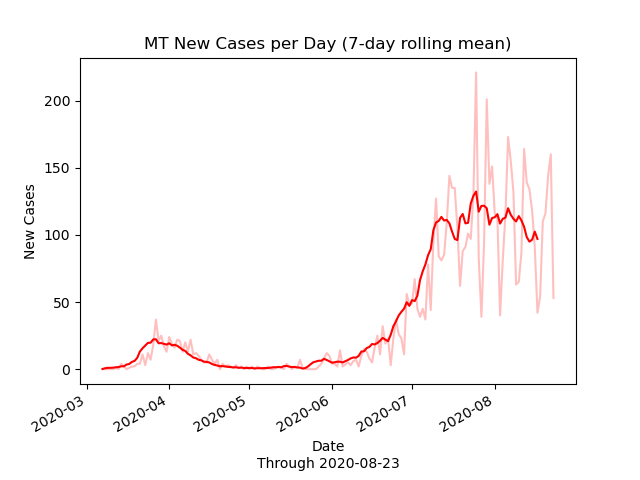 MT New Cases per Day (7-day rolling mean)
New Cases
200
150
100
50
0
2020-03
2020-04
2020-05
2020-06
2020-07
2020-08
Date
Through 2020-08-23